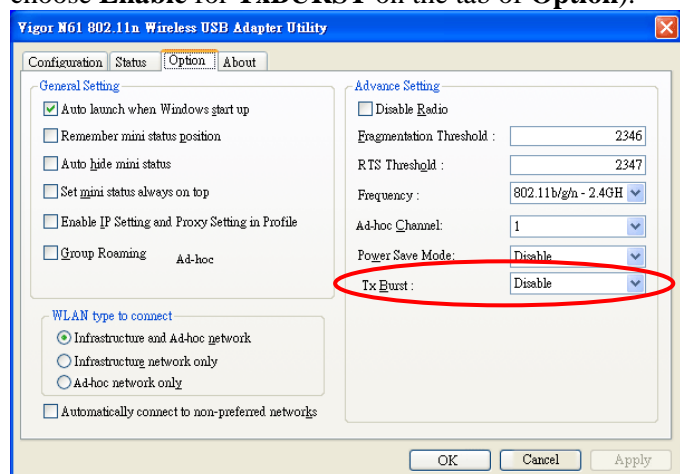 choose Enable for TxBURST on the tab of Option).
Vigor N61 802.11n Wireless USB Adapter Utility
Configuration Status Option About
General Setting
Auto launch when Windows start up
Remember mini status position
Auto hide mini status
Set mini status always on top
Enable IP Setting and Proxy Setting in Profile
Group Roaming Ad-hoc
WLAN type to connect
Infrastructure and Ad-hoc network
Infrastructure network only
Ad-hoc network only
Automatically connect to non-preferred networks
Advance Setting
Disable Radio
Fragmentation Threshold : 2346
RTS Threshold : 2347
Frequency : 802.11b/g/n - 2.4GH
Ad-hoc Channel: 1
Power Save Mode: Disable
Tx Burst : Disable
OK Cancel Apply